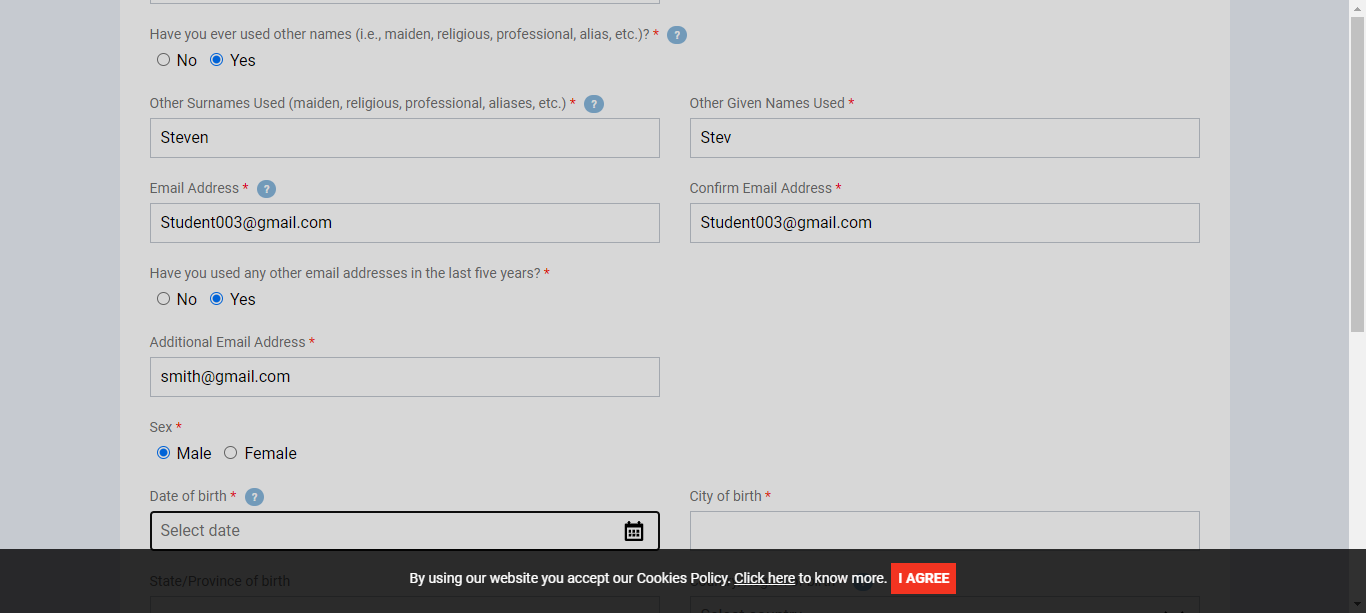 Have you ever used other names (i.e., maiden, religious, professional, alias, etc.)? * ?
No Yes
Other Surnames Used (maiden, religious, professional, aliases, etc.) * ?
Other Given Names Used *
Steven
Stev
Email Address * ?
Confirm Email Address *
Student003@gmail.com
Student003@gmail.com
Have you used any other email addresses in the last five years? *
No Yes
Additional Email Address *
smith@gmail.com
Sex *
Male Female
Date of birth * ?
City of birth *
Select date
State/Province of birth
By using our website you accept our Cookies Policy. Click here to know more. I AGREE
Select country